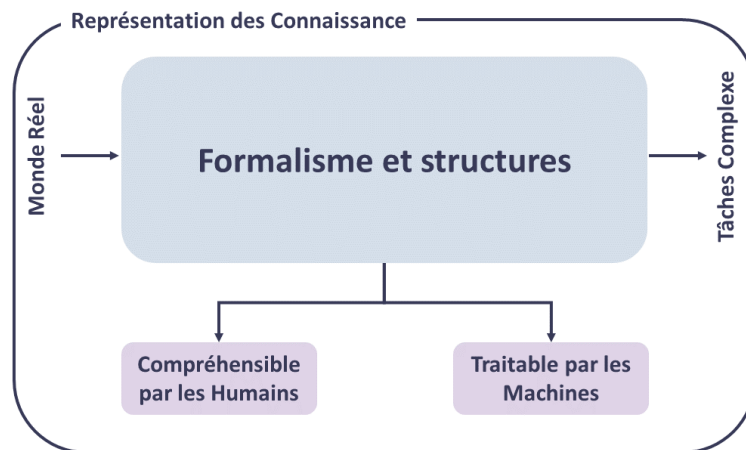 Représentation des Connaissance
Monde Réel
Formalisme et structures
Tâches Complexe
Compréhensible
par les Humains
Traitable par les
Machines